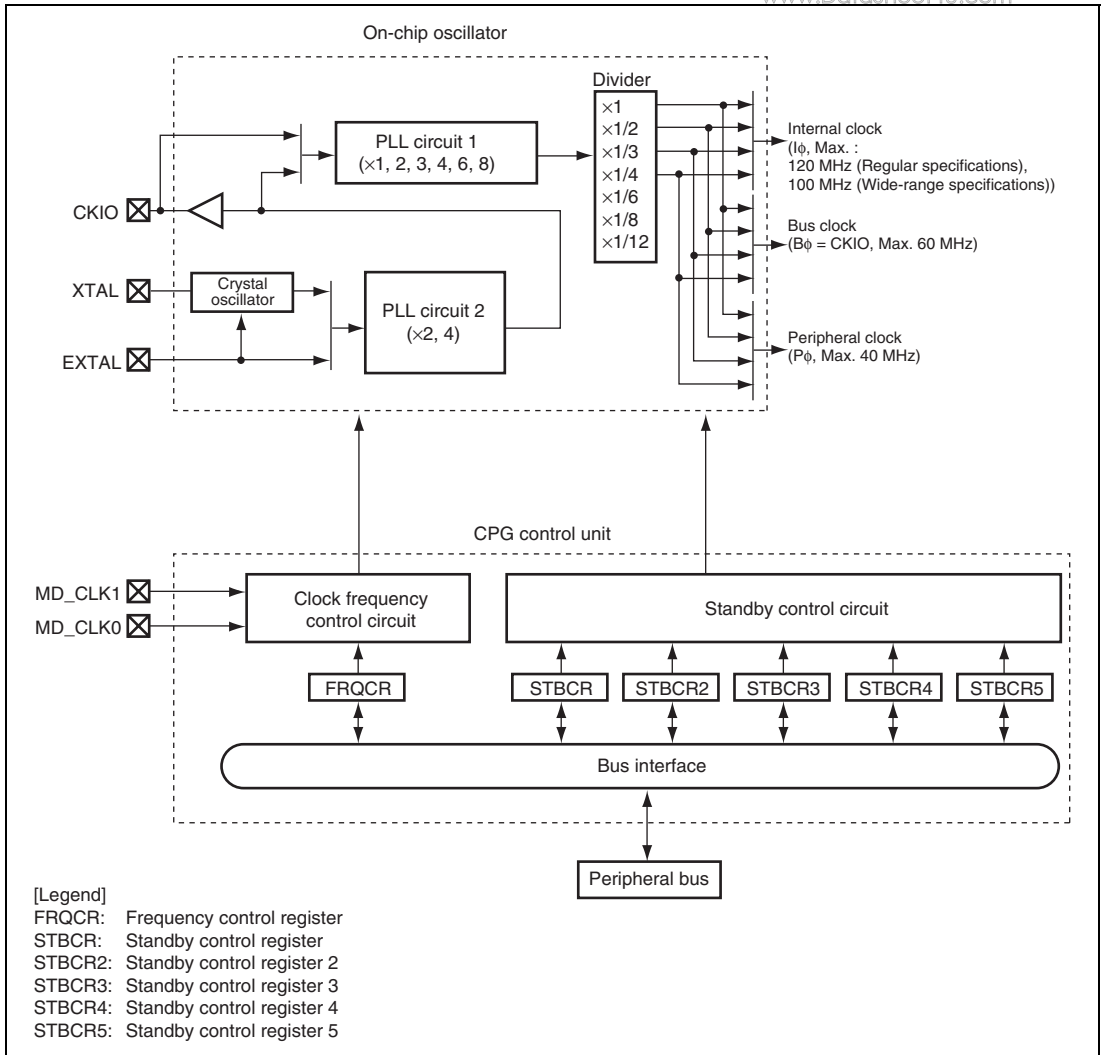 On-chip oscillator
Divider
×1
×1/2
×1/3
×1/4
×1/6
×1/8
×1/12
PLL circuit 1
(×1, 2, 3, 4, 6, 8)
Internal clock
(Iϕ, Max. :
120 MHz (Regular specifications),
100 MHz (Wide-range specifications))
CKIO
Bus clock
(Bϕ = CKIO, Max. 60 MHz)
XTAL
Crystal
oscillator
PLL circuit 2
(×2, 4)
EXTAL
Peripheral clock
(Pϕ, Max. 40 MHz)
CPG control unit
MD_CLK1
MD_CLK0
Clock frequency
control circuit
Standby control circuit
FRQCR
STBCR
STBCR2
STBCR3
STBCR4
STBCR5
Bus interface
Peripheral bus
[Legend]
FRQCR: Frequency control register
STBCR: Standby control register
STBCR2: Standby control register 2
STBCR3: Standby control register 3
STBCR4: Standby control register 4
STBCR5: Standby control register 5